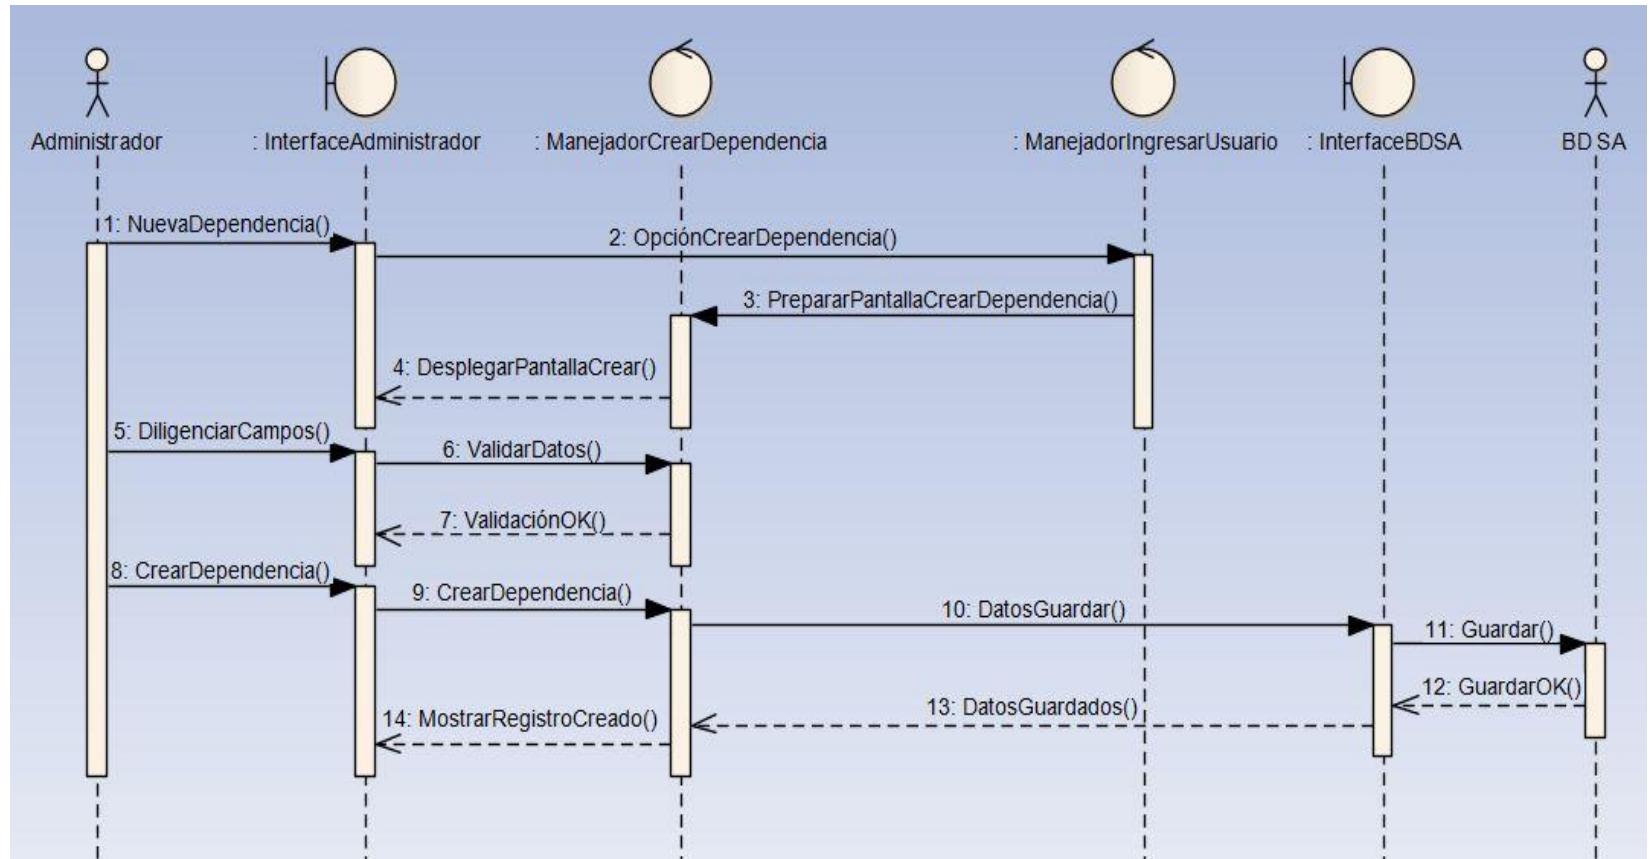 Administrador
: InterfaceAdministrador
: ManejadorCrearDependencia
: ManejadorIngresarUsuario
: InterfaceBDSA
BD SA
1: NuevaDependencia()
2: OpciónCrearDependencia()
3: PrepararPantallaCrearDependencia()
4: DesplegarPantallaCrear()
5: DiligenciarCampos()
6: ValidarDatos()
7: ValidaciónOK()
8: CrearDependencia()
9: CrearDependencia()
10: DatosGuardar()
11: Guardar()
12: GuardarOK()
13: DatosGuardados()
14: MostrarRegistroCreado()